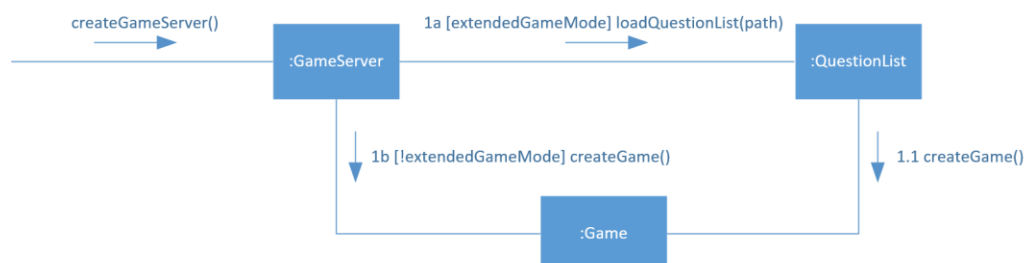 createGameServer()
1a [extendedGameMode] loadQuestionList(path)
:GameServer
:QuestionList
1b [!extendedGameMode] createGame()
1.1 createGame()
:Game